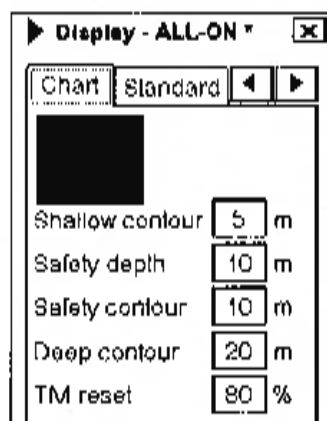 ▶ Display - ALL-ON *
Chart Standard
Shallow contour 5 m
Safety depth 10 m
Safety contour 10 m
Deep contour 20 m
TM reset 80 %